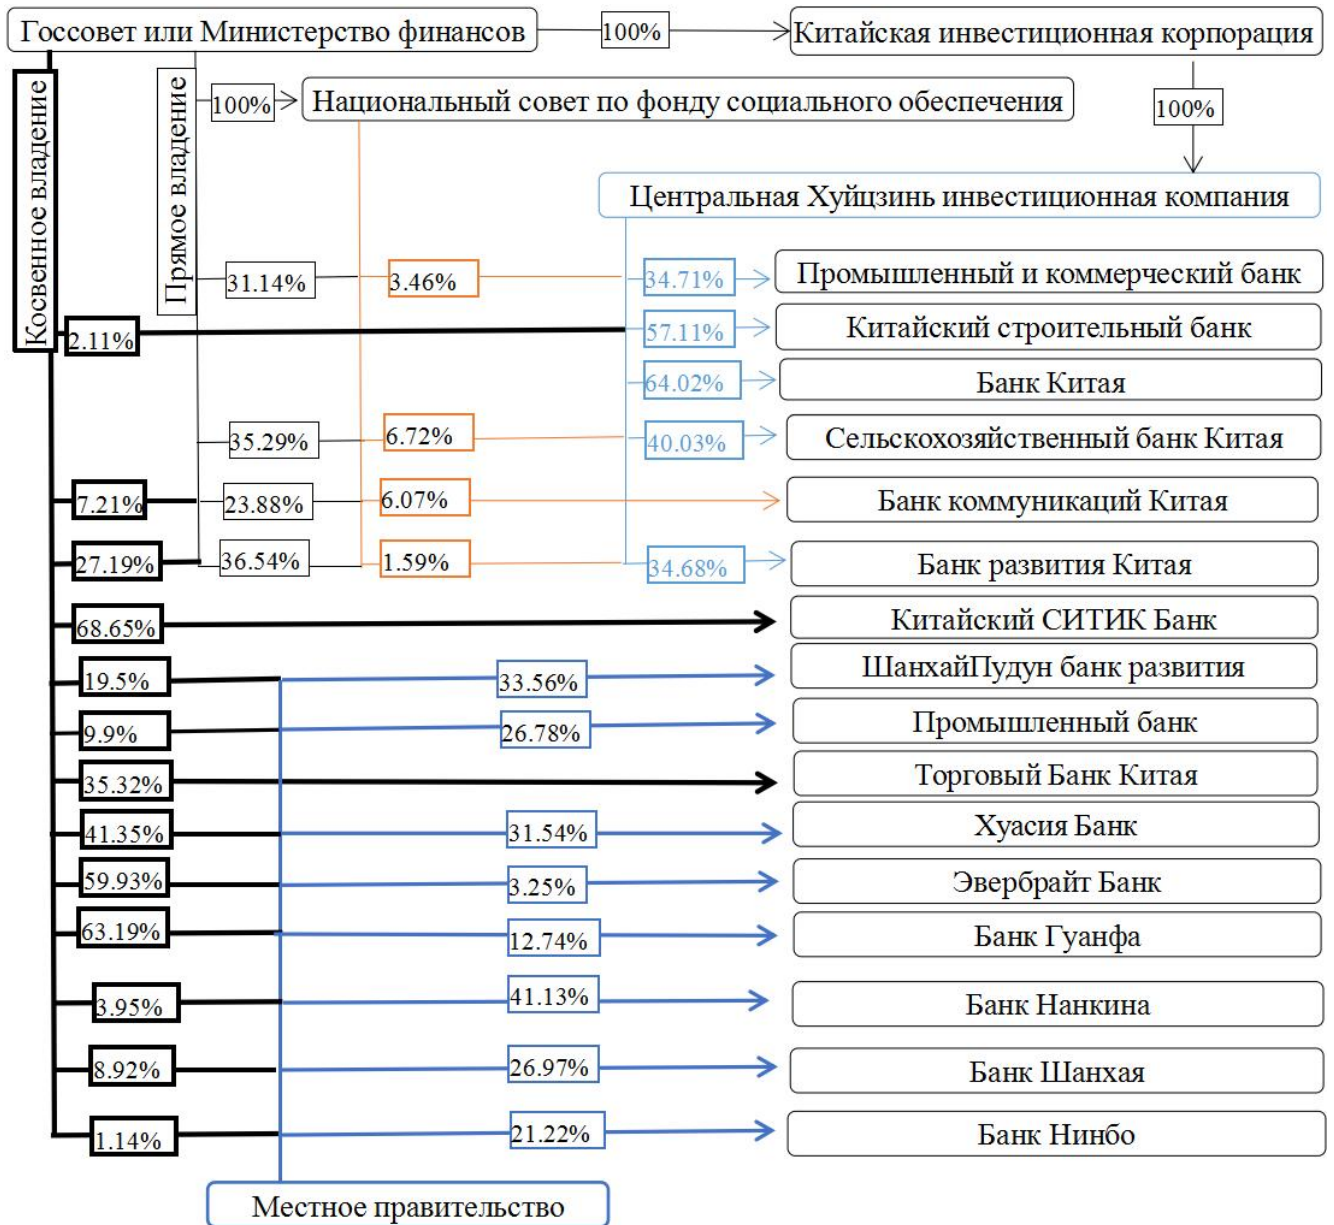 Госсовет или Министерство финансов
100%
Китайская инвестиционная корпорация
Косвенное владение
Прямое владение
100%
Национальный совет по фонду социального обеспечения
100%
Центральная Хуйцзинь инвестиционная компания
31.14%
3.46%
34.71%
Промышленный и коммерческий банк
2.11%
57.11%
Китайский строительный банк
64.02%
Банк Китая
35.29%
6.72%
40.03%
Сельскохозяйственный банк Китая
7.21%
23.88%
6.07%
Банк коммуникаций Китая
27.19%
36.54%
1.59%
34.68%
Банк развития Китая
68.65%
Китайский СИТИК Банк
19.5%
33.56%
ШанхайПудун банк развития
9.9%
26.78%
Промышленный банк
35.32%
Торговый Банк Китая
41.35%
31.54%
Хуасия Банк
59.93%
3.25%
Эвербрайт Банк
63.19%
12.74%
Банк Гуанфа
3.95%
41.13%
Банк Нанкина
8.92%
26.97%
Банк Шанхая
1.14%
21.22%
Банк Нинбо
Местное правительство